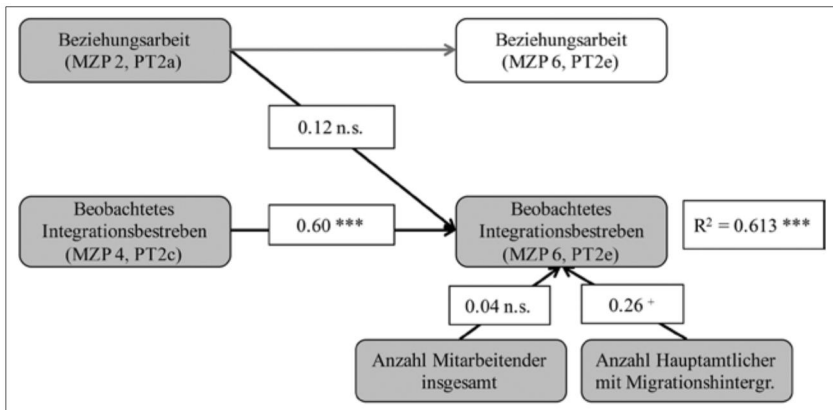 Beziehungsarbeit
(MZP 2, PT2a)
Beziehungsarbeit
(MZP 6, PT2e)
0.12 n.s.
Beobachtetes
Integrationsbestreben
(MZP 4, PT2c)
0.60 ***
Beobachtetes
Integrationsbestreben
(MZP 6, PT2e)
R² = 0.613 ***
0.04 n.s.
0.26 +
Anzahl Mitarbeitender
insgesamt
Anzahl Hauptamtlicher
mit Migrationshintergr.